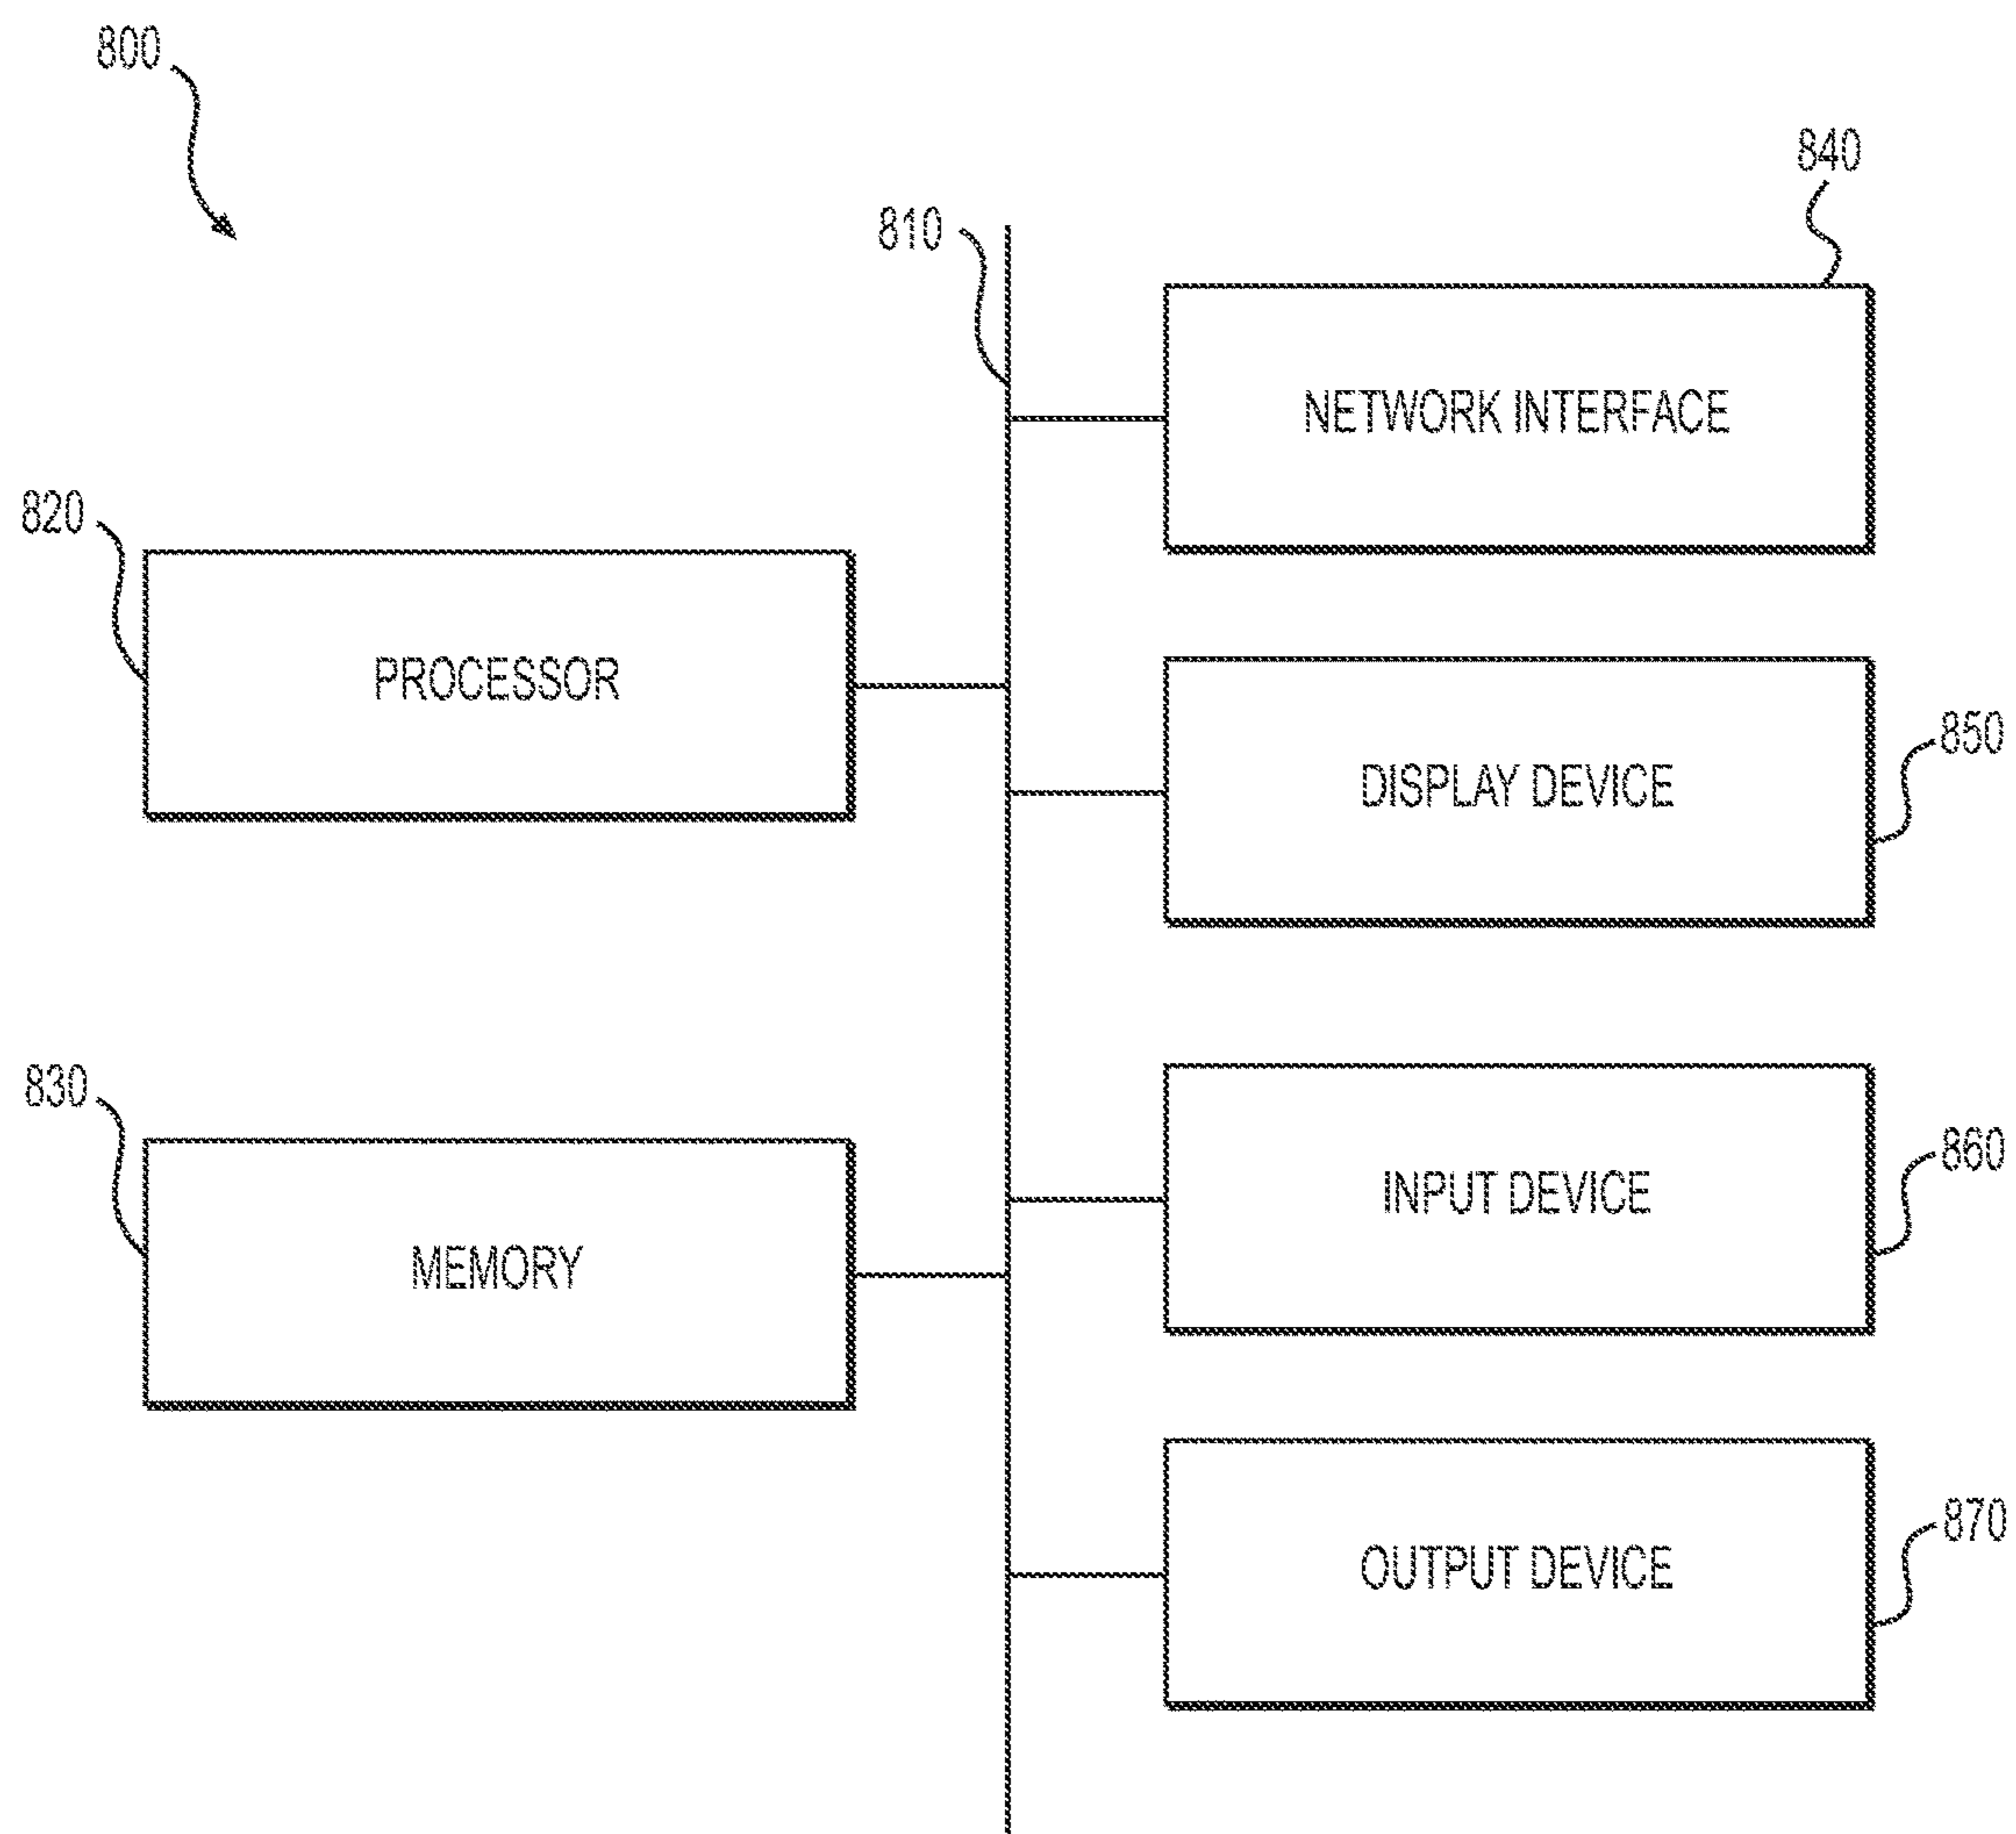 800
840
810
NETWORK INTERFACE
820
PROCESSOR
850
DISPLAY DEVICE
830
860
INPUT DEVICE
MEMORY
870
OUTPUT DEVICE